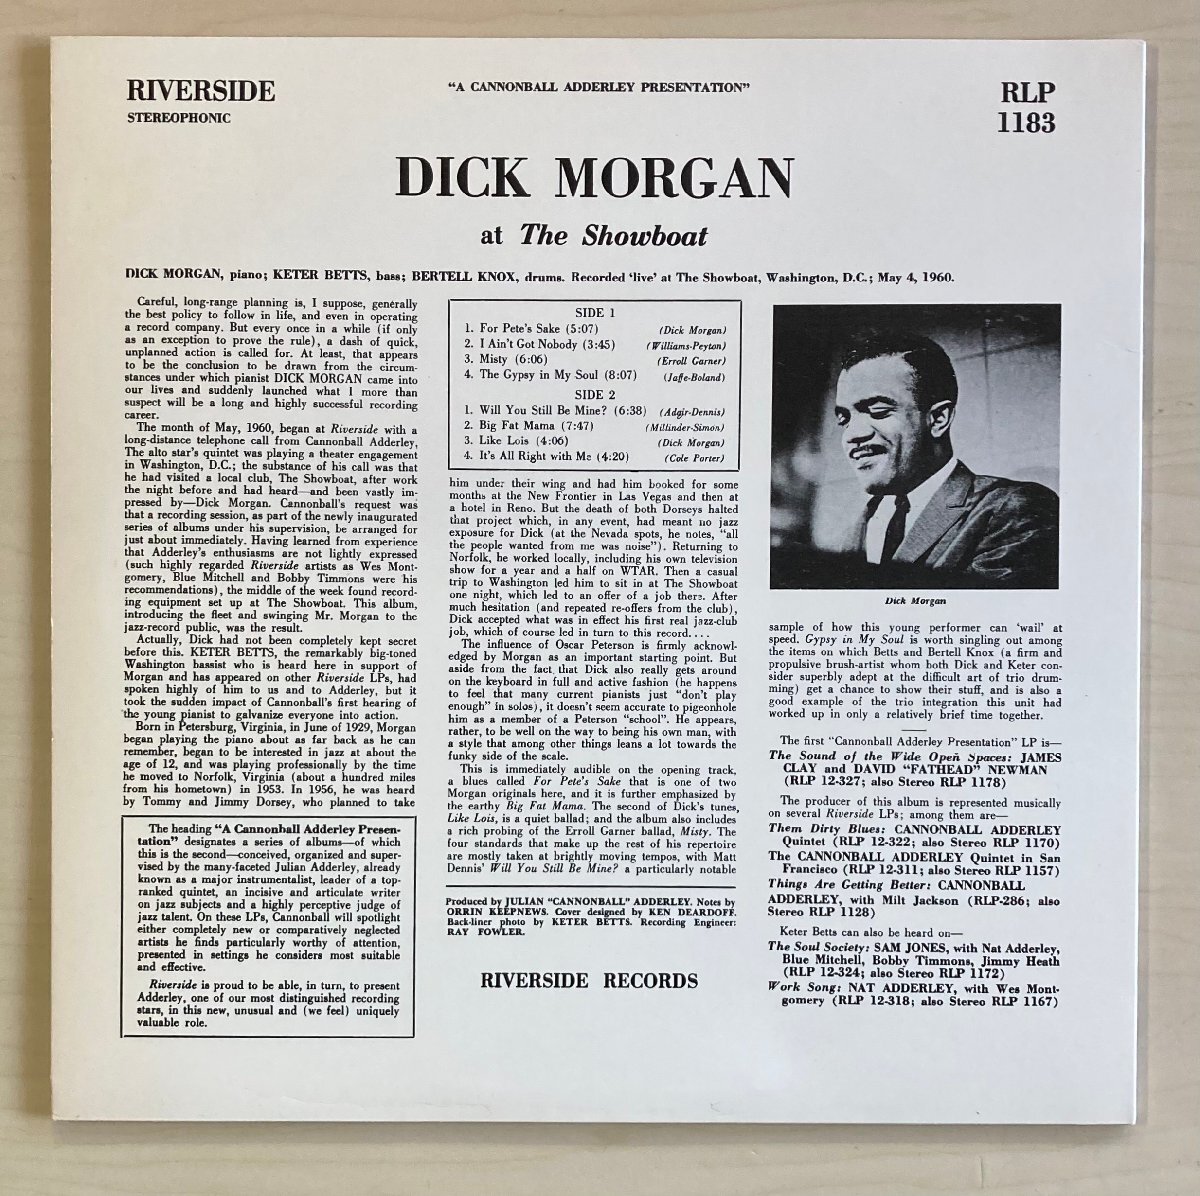 RIVERSIDE
STEREOPHONIC
“A CANNONBALL ADDERLEY PRESENTATION”
RLP
1183
DICK MORGAN
at The Showboat
DICK MORGAN, piano; KETER BETTS, bass; BERTELL KNOX, drums. Recorded ‘live’ at The Showboat, Washington, D.C.; May 4, 1960.
Careful, long-range planning is, I suppose, generally
the best policy to follow in life, and even in operating
a record company. But every once in a while (if only
as an exception to prove the rule), a dash of quick,
unplanned action is called for. At least, that appears
to be the conclusion to be drawn from the circum-
stances under which pianist DICK MORGAN came into
our lives and suddenly launched what I more than
suspect will be a long and highly successful recording
career.
The month of May, 1960, began at Riverside with a
long-distance telephone call from Cannonball Adderley,
The alto star’s quintet was playing a theater engagement
in Washington, D.C.; the substance of his call was that
he had visited a local club, The Showboat, after work
the night before and had heard—and been vastly im-
pressed by—Dick Morgan. Cannonball’s request was
that a recording session, as part of the newly inaugurated
series of albums under his supervision, be arranged for
just about immediately. Having learned from experience
that Adderley’s enthusiasms are not lightly expressed
(such highly regarded Riverside artists as Wes Mont-
gomery, Blue Mitchell and Bobby Timmons were his
recommendations), the middle of the week found record-
ing equipment set up at The Showboat. This album,
introducing the fleet and swinging Mr. Morgan to the
jazz-record public, was the result.
Actually, Dick had not been completely kept secret
before this. KETER BETTS, the remarkably big-toned
Washington bassist who is heard here in support of
Morgan and has appeared on other Riverside LPs, had
spoken highly of him to us and to Adderley, but it
took the sudden impact of Cannonball’s first hearing of
the young pianist to galvanize everyone into action.
Born in Petersburg, Virginia, in June of 1929, Morgan
began playing the piano about as far back as he can
remember, began to be interested in jazz at about the
age of 12, and was playing professionally by the time
he moved to Norfolk, Virginia (about a hundred miles
from his hometown) in 1953. In 1956, he was heard
by Tommy and Jimmy Dorsey, who planned to take
The heading “A Cannonball Adderley Presen-
tation” designates a series of albums—of which
this is the second—conceived, organized and super-
vised by the many-faceted Julian Adderley, already
known as a major instrumentalist, leader of a top-
ranked quintet, an incisive and articulate writer
on jazz subjects and a highly perceptive judge of
jazz talent. On these LPs, Cannonball will spotlight
either completely new or comparatively neglected
artists he finds particularly worthy of attention,
presented in settings he considers most suitable
and effective.
Riverside is proud to be able, in turn, to present
Adderley, one of our most distinguished recording
stars, in this new, unusual and (we feel) uniquely
valuable role.
SIDE 1
1. For Pete’s Sake (5:07) (Dick Morgan)
2. I Ain’t Got Nobody (3:45) (Williams-Peyton)
3. Misty (6:06) (Erroll Garner)
4. The Gypsy in My Soul (8:07) (Jaffe-Boland)
SIDE 2
1. Will You Still Be Mine? (6:38) (Adgir-Dennis)
2. Big Fat Mama (7:47) (Millinder-Simon)
3. Like Lois (4:06) (Dick Morgan)
4. It’s All Right with Me (4:20) (Cole Porter)
him under their wing and had him booked for some
months at the New Frontier in Las Vegas and then at
a hotel in Reno. But the death of both Dorseys halted
that project which, in any event, had meant no jazz
exposure for Dick (at the Nevada spots, he notes, “all
the people wanted from me was noise”). Returning to
Norfolk, he worked locally, including his own television
show for a year and a half on WTAR. Then a casual
trip to Washington led him to sit in at The Showboat
one night, which led to an offer of a job there. After
much hesitation (and repeated re-offers from the club),
Dick accepted what was in effect his first real jazz-club
job, which of course led in turn to this record....
The influence of Oscar Peterson is firmly acknowl-
edged by Morgan as an important starting point. But
aside from the fact that Dick also really gets around
on the keyboard in full and active fashion (he happens
to feel that many current pianists just “don’t play
enough” in solos), it doesn’t seem accurate to pigeonhole
him as a member of a Peterson “school”. He appears,
rather, to be well on the way to being his own man, with
a style that among other things leans a lot towards the
funky side of the scale.
This is immediately audible on the opening track,
a blues called For Pete’s Sake that is one of two
Morgan originals here, and it is further emphasized by
the earthy Big Fat Mama. The second of Dick’s tunes,
Like Lois, is a quiet ballad; and the album also includes
a rich probing of the Erroll Garner ballad, Misty. The
four standards that make up the rest of his repertoire
are mostly taken at brightly moving tempos, with Matt
Dennis’ Will You Still Be Mine? a particularly notable
Produced by JULIAN “CANNONBALL” ADDERLEY. Notes by
ORRIN KEEPNEWS. Cover designed by KEN DEARDOFF.
Back-liner photo by KETER BETTS. Recording Engineer:
RAY FOWLER.
RIVERSIDE RECORDS
Dick Morgan
sample of how this young performer can ‘wail’ at
speed. Gypsy in My Soul is worth singling out among
the items on which Betts and Bertell Knox (a firm and
propulsive brush-artist whom both Dick and Keter con-
sider superbly adept at the difficult art of trio drum-
ming) get a chance to show their stuff, and is also a
good example of the trio integration this unit had
worked up in only a relatively brief time together.
The first “Cannonball Adderley Presentation” LP is—
The Sound of the Wide Open Spaces: JAMES
CLAY and DAVID “FATHEAD” NEWMAN
(RLP 12-327; also Stereo RLP 1178)
The producer of this album is represented musically
on several Riverside LPs; among them are—
Them Dirty Blues: CANNONBALL ADDERLEY
Quintet (RLP 12-322; also Stereo RLP 1170)
The CANNONBALL ADDERLEY Quintet in San
Francisco (RLP 12-311; also Stereo RLP 1157)
Things Are Getting Better: CANNONBALL
ADDERLEY, with Milt Jackson (RLP-286; also
Stereo RLP 1128)
Keter Betts can also be heard on—
The Soul Society: SAM JONES, with Nat Adderley,
Blue Mitchell, Bobby Timmons, Jimmy Heath
(RLP 12-324; also Stereo RLP 1172)
Work Song: NAT ADDERLEY, with Wes Mont-
gomery (RLP 12-318; also Stereo RLP 1167)